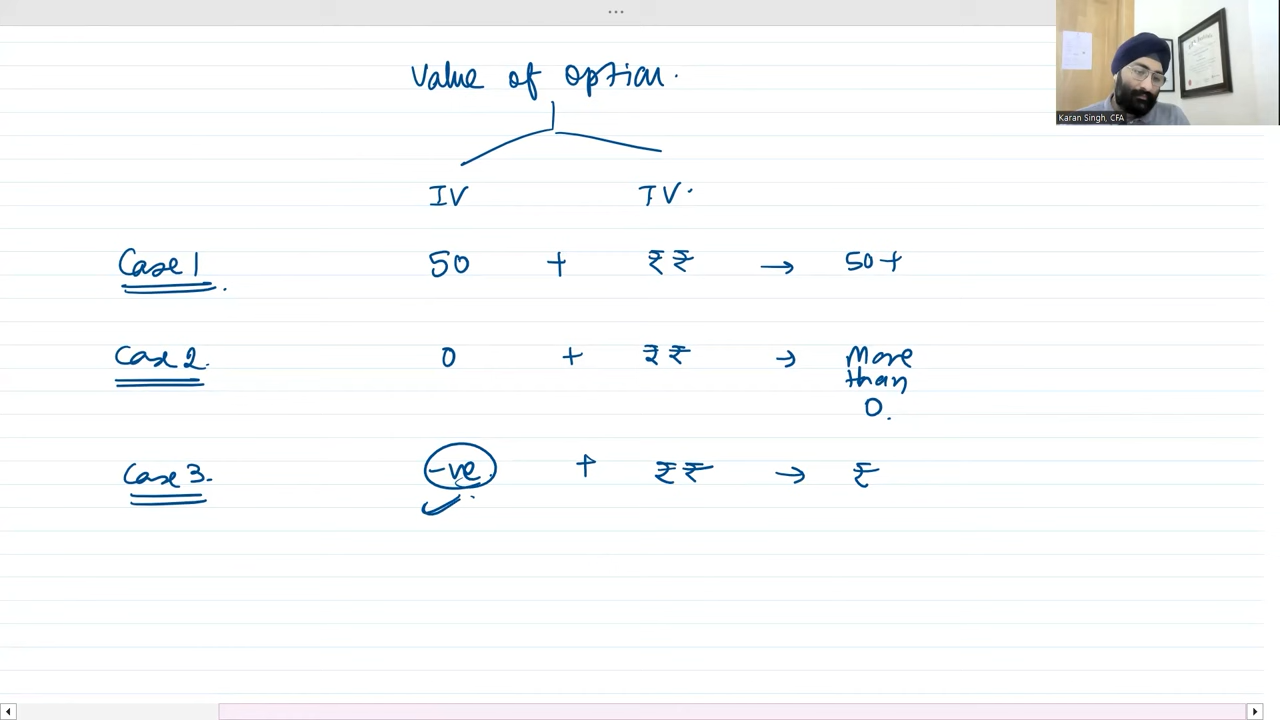 Value of option.
IV TV.
Case 1. 50 + ₹₹ → 50+
Case 2. 0 + ₹₹ → More
than
0.
Case 3. -ve. + ₹₹ → ₹
Karan Singh, CFA